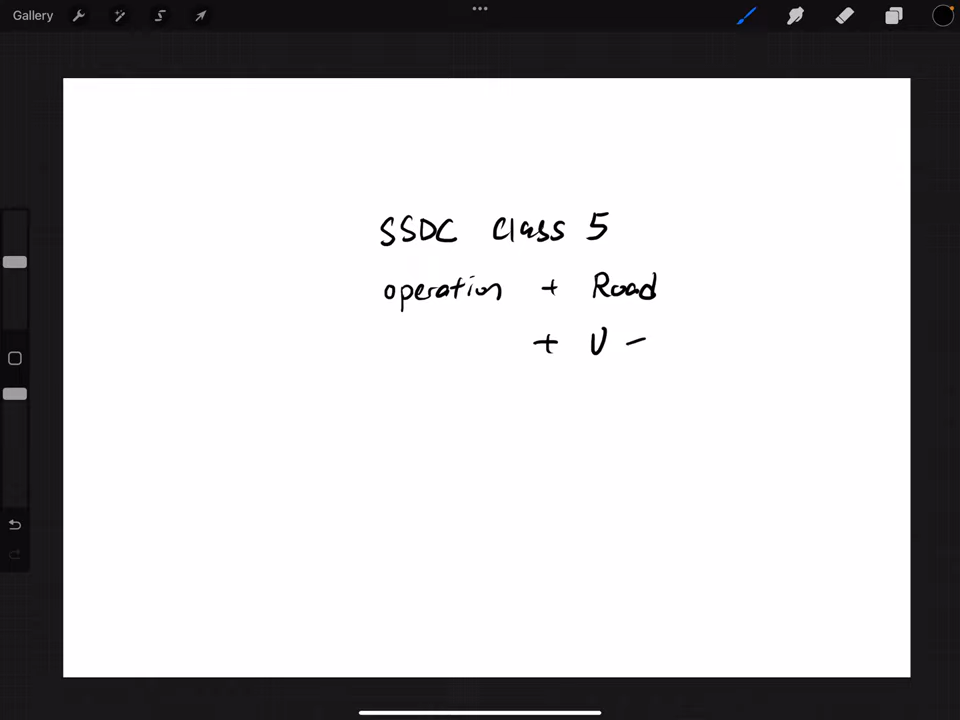 Gallery
SSDC Class 5
operation + Road
+ U -